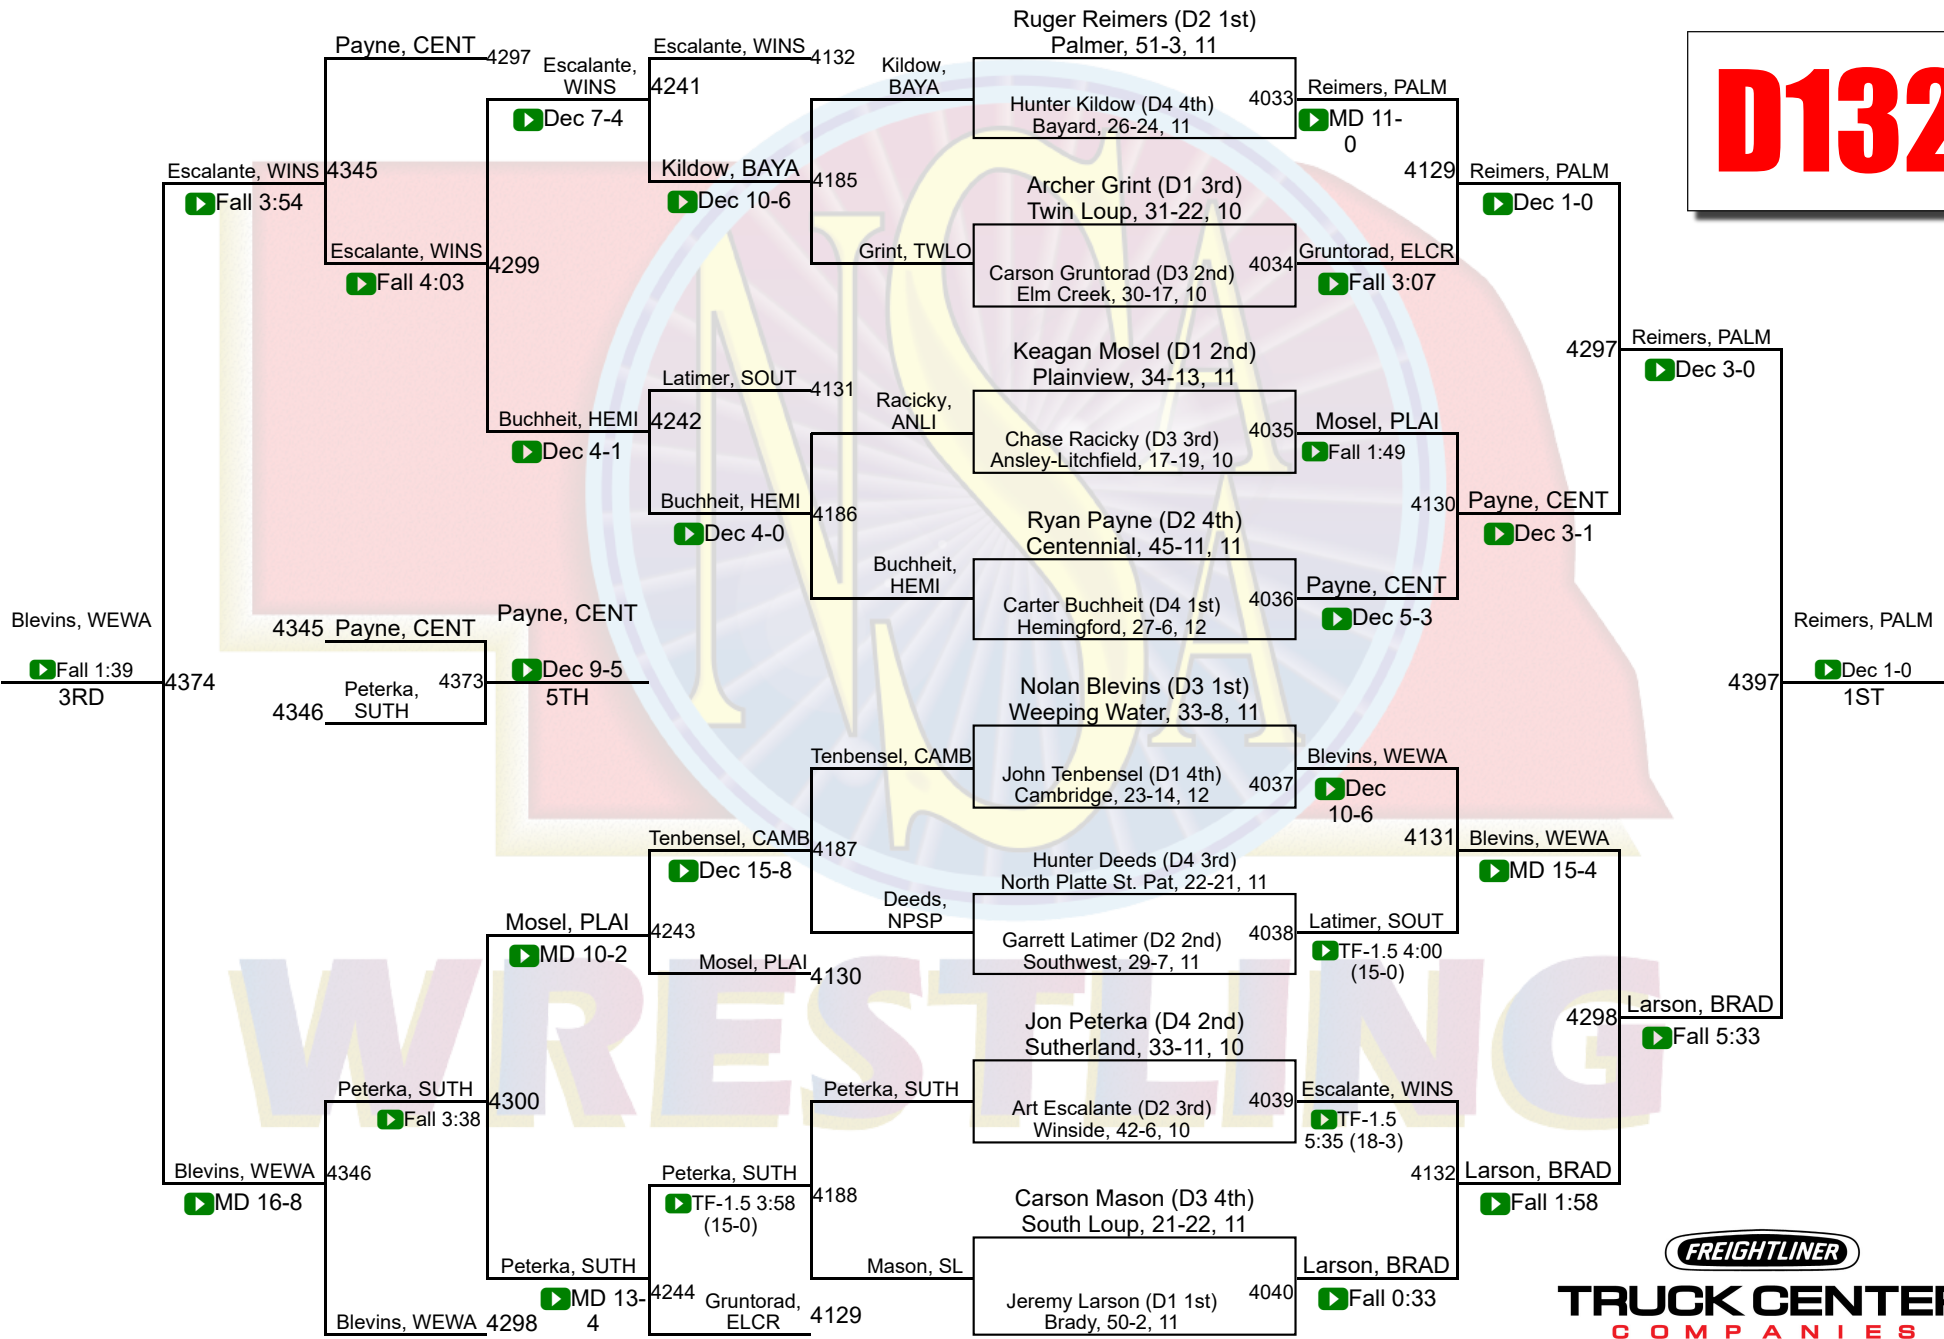 Ruger Reimers (D2 1st)
Palmer, 51-3, 11
Hunter Kildow (D4 4th)
Bayard, 26-24, 11
4033
Archer Grint (D1 3rd)
Twin Loup, 31-22, 10
Carson Gruntorad (D3 2nd)
Elm Creek, 30-17, 10
4034
Keagan Mosel (D1 2nd)
Plainview, 34-13, 11
Chase Racicky (D3 3rd)
Ansley-Litchfield, 17-19, 10
4035
Ryan Payne (D2 4th)
Centennial, 45-11, 11
Carter Buchheit (D4 1st)
Hemingford, 27-6, 12
4036
Nolan Blevins (D3 1st)
Weeping Water, 33-8, 11
John Tenbensel (D1 4th)
Cambridge, 23-14, 12
4037
Hunter Deeds (D4 3rd)
North Platte St. Pat, 22-21, 11
Garrett Latimer (D2 2nd)
Southwest, 29-7, 11
4038
Jon Peterka (D4 2nd)
Sutherland, 33-11, 10
Art Escalante (D2 3rd)
Winside, 42-6, 10
4039
Carson Mason (D3 4th)
South Loup, 21-22, 11
Jeremy Larson (D1 1st)
Brady, 50-2, 11
4040
Reimers, PALM
MD 11-
0
4129
Gruntorad, ELCR
Fall 3:07
Mosel, PLAI
Fall 1:49
4130
Payne, CENT
Dec 5-3
Blevins, WEWA
Dec
10-6
4131
Latimer, SOUT
TF-1.5 4:00
(15-0)
Escalante, WINS
TF-1.5
5:35 (18-3)
4132
Larson, BRAD
Fall 0:33
Reimers, PALM
Dec 1-0
4297
Payne, CENT
Dec 3-1
Blevins, WEWA
MD 15-4
4298
Larson, BRAD
Fall 1:58
Reimers, PALM
Dec 3-0
4397
Larson, BRAD
Fall 5:33
Reimers, PALM
Dec 1-0
1ST
Kildow,
BAYA
4185
Grint, TWLO
Racicky,
ANLI
4186
Buchheit,
HEMI
Tenbensel, CAMB
4187
Deeds,
NPSP
Peterka, SUTH
4188
Mason, SL
Escalante, WINS
4132
4241
Kildow, BAYA
Dec 10-6
Latimer, SOUT
4131
4242
Buchheit, HEMI
Dec 4-0
Tenbensel, CAMB
Dec 15-8
4243
Mosel, PLAI
4130
Peterka, SUTH
TF-1.5 3:58
(15-0)
4244
Gruntorad,
ELCR
4129
Escalante,
WINS
Dec 7-4
4299
Buchheit, HEMI
Dec 4-1
Mosel, PLAI
MD 10-2
4300
Peterka, SUTH
MD 13-
4
Payne, CENT
4297
4345
Escalante, WINS
Fall 4:03
Peterka, SUTH
Fall 3:38
4346
Blevins, WEWA
4298
Escalante, WINS
Fall 3:54
4374
Blevins, WEWA
MD 16-8
Blevins, WEWA
Fall 1:39
3RD
4345
Payne, CENT
4346
Peterka,
SUTH
4373
Payne, CENT
Dec 9-5
5TH
D132
NSAA
WRESTLING
FREIGHTLINER
TRUCK CENTER
COMPANIES